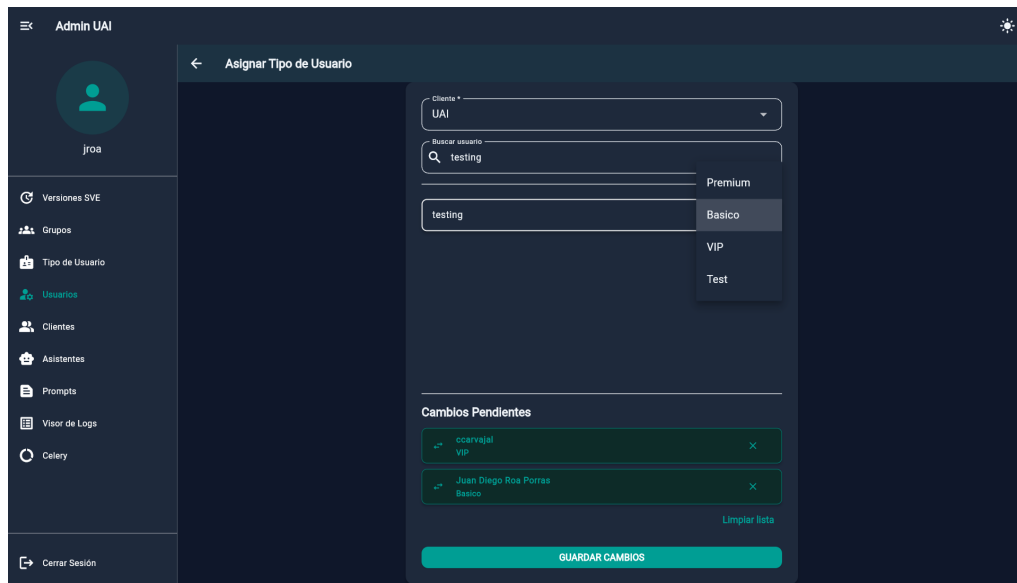 Admin UAI
jroa
Versiones SVE
Grupos
Tipo de Usuario
Usuarios
Clientes
Asistentes
Prompts
Visor de Logs
Celery
Cerrar Sesión
Asignar Tipo de Usuario
Cliente *
UAI
Buscar usuario
testing
testing
Premium
Basico
VIP
Test
Cambios Pendientes
ccarvajal
VIP
Juan Diego Roa Porras
Basico
Limpiar lista
GUARDAR CAMBIOS